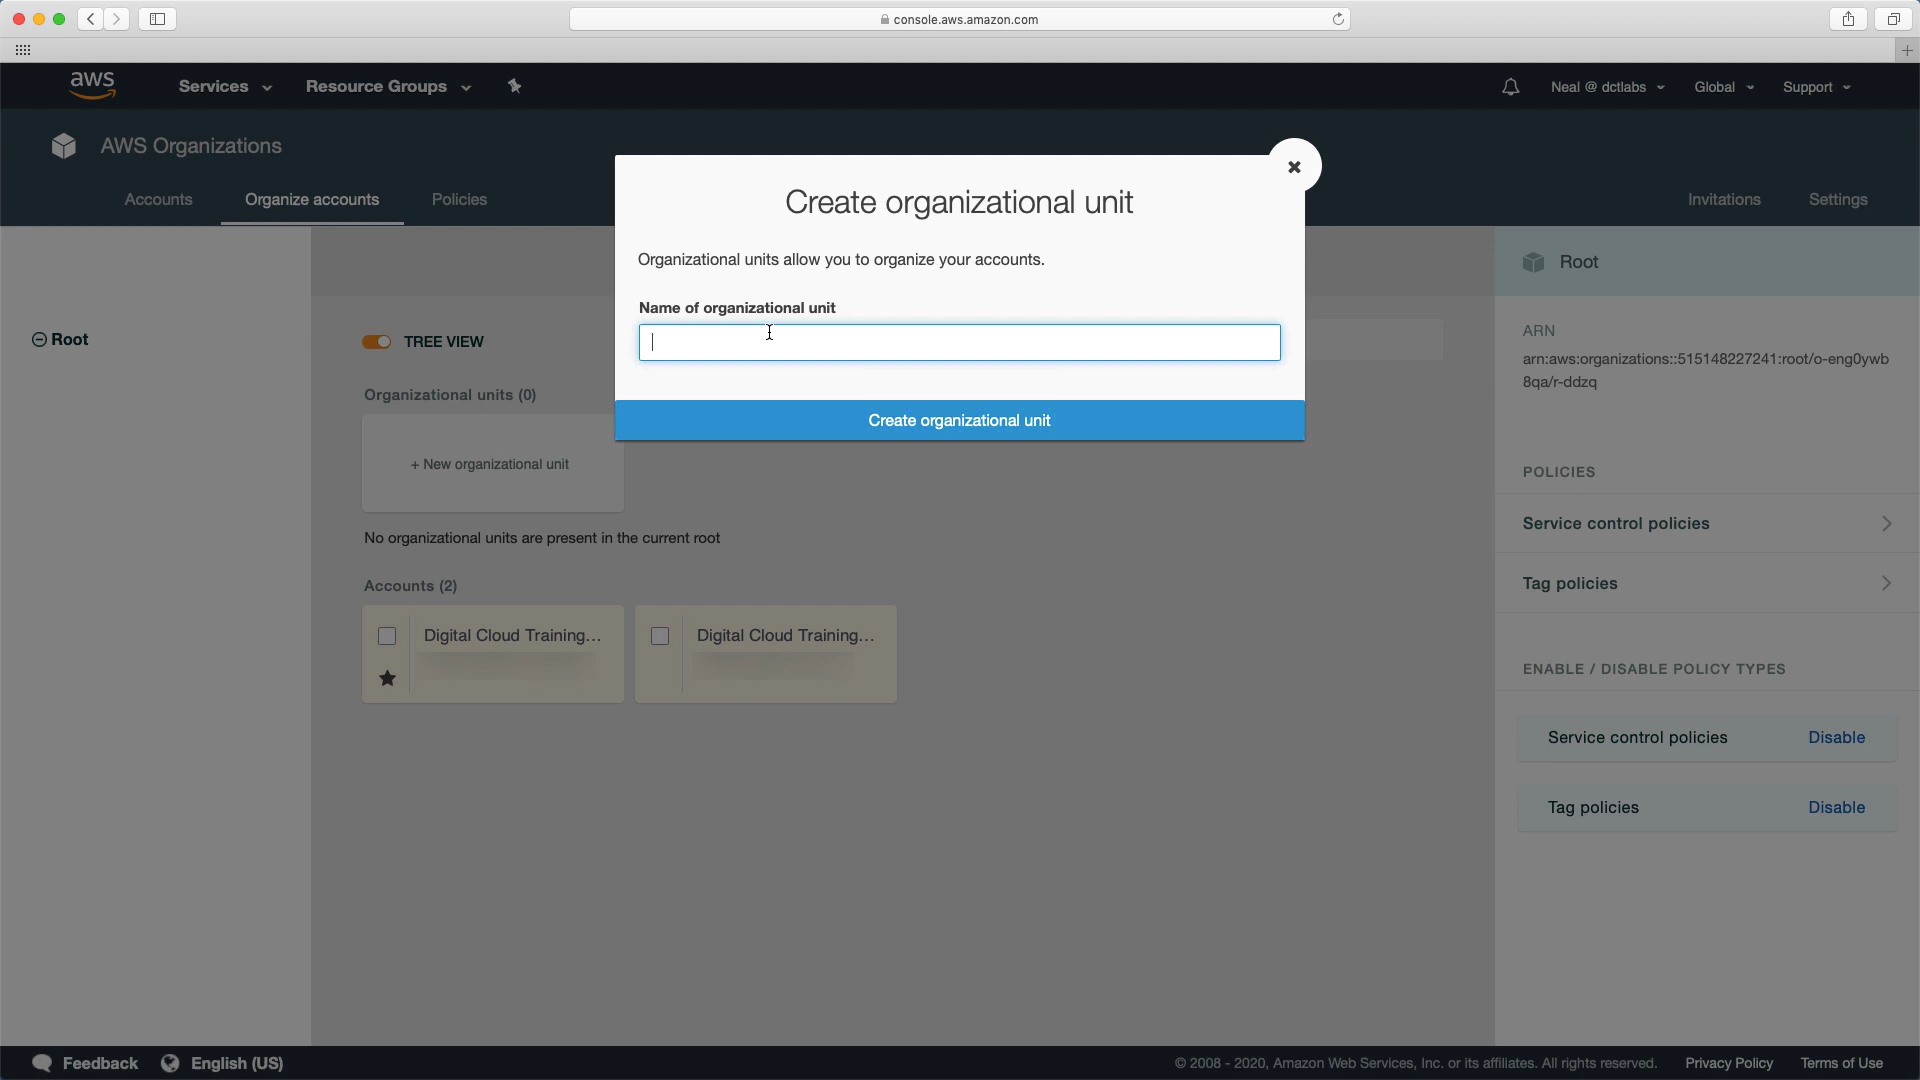 console.aws.amazon.com
aws
Services
Resource Groups
Neal @ dctlabs
Global
Support
AWS Organizations
Accounts
Organize accounts
Policies
Invitations
Settings
Create organizational unit
Organizational units allow you to organize your accounts.
Name of organizational unit
Create organizational unit
Root
TREE VIEW
Organizational units (0)
+ New organizational unit
No organizational units are present in the current root
Accounts (2)
Digital Cloud Training...
Digital Cloud Training...
Root
ARN
arn:aws:organizations::515148227241:root/o-eng0ywb
8qa/r-ddzq
POLICIES
Service control policies
Tag policies
ENABLE / DISABLE POLICY TYPES
Service control policies
Disable
Tag policies
Disable
Feedback
English (US)
© 2008 - 2020, Amazon Web Services, Inc. or its affiliates. All rights reserved.
Privacy Policy
Terms of Use